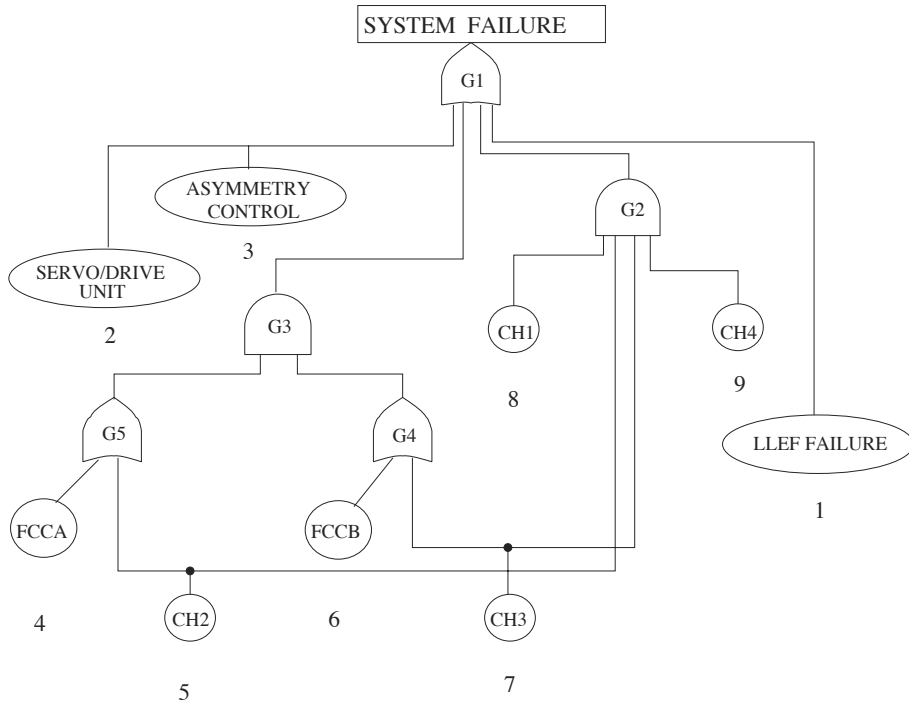 SYSTEM FAILURE
G1
ASYMMETRY
CONTROL
3
G2
SERVO/DRIVE
UNIT
2
G3
CH1
8
CH4
9
G5
G4
LLEF FAILURE
1
FCCA
4
FCCB
6
CH2
5
CH3
7